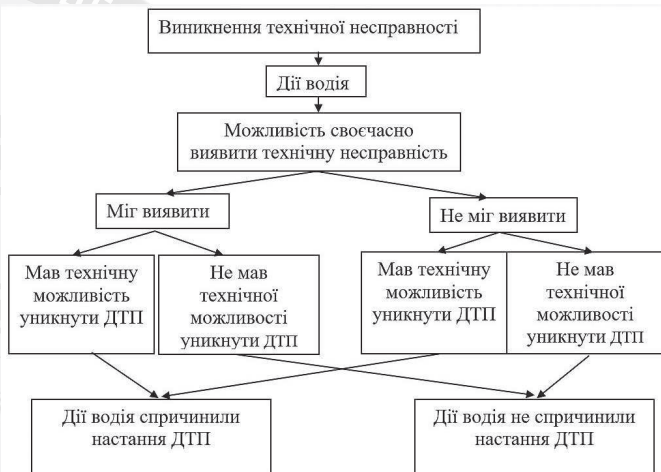 Виникнення технічної несправності
Дії водія
Можливість своєчасно
виявити технічну несправність
Міг виявити
Не міг виявити
Мав технічну
можливість
уникнути ДТП
Не мав
технічної
можливості
уникнути ДТП
Мав технічну
можливість
уникнути ДТП
Не мав
технічної
можливості
уникнути ДТП
Дії водія спричинили
настання ДТП
Дії водія не спричинили
настання ДТП